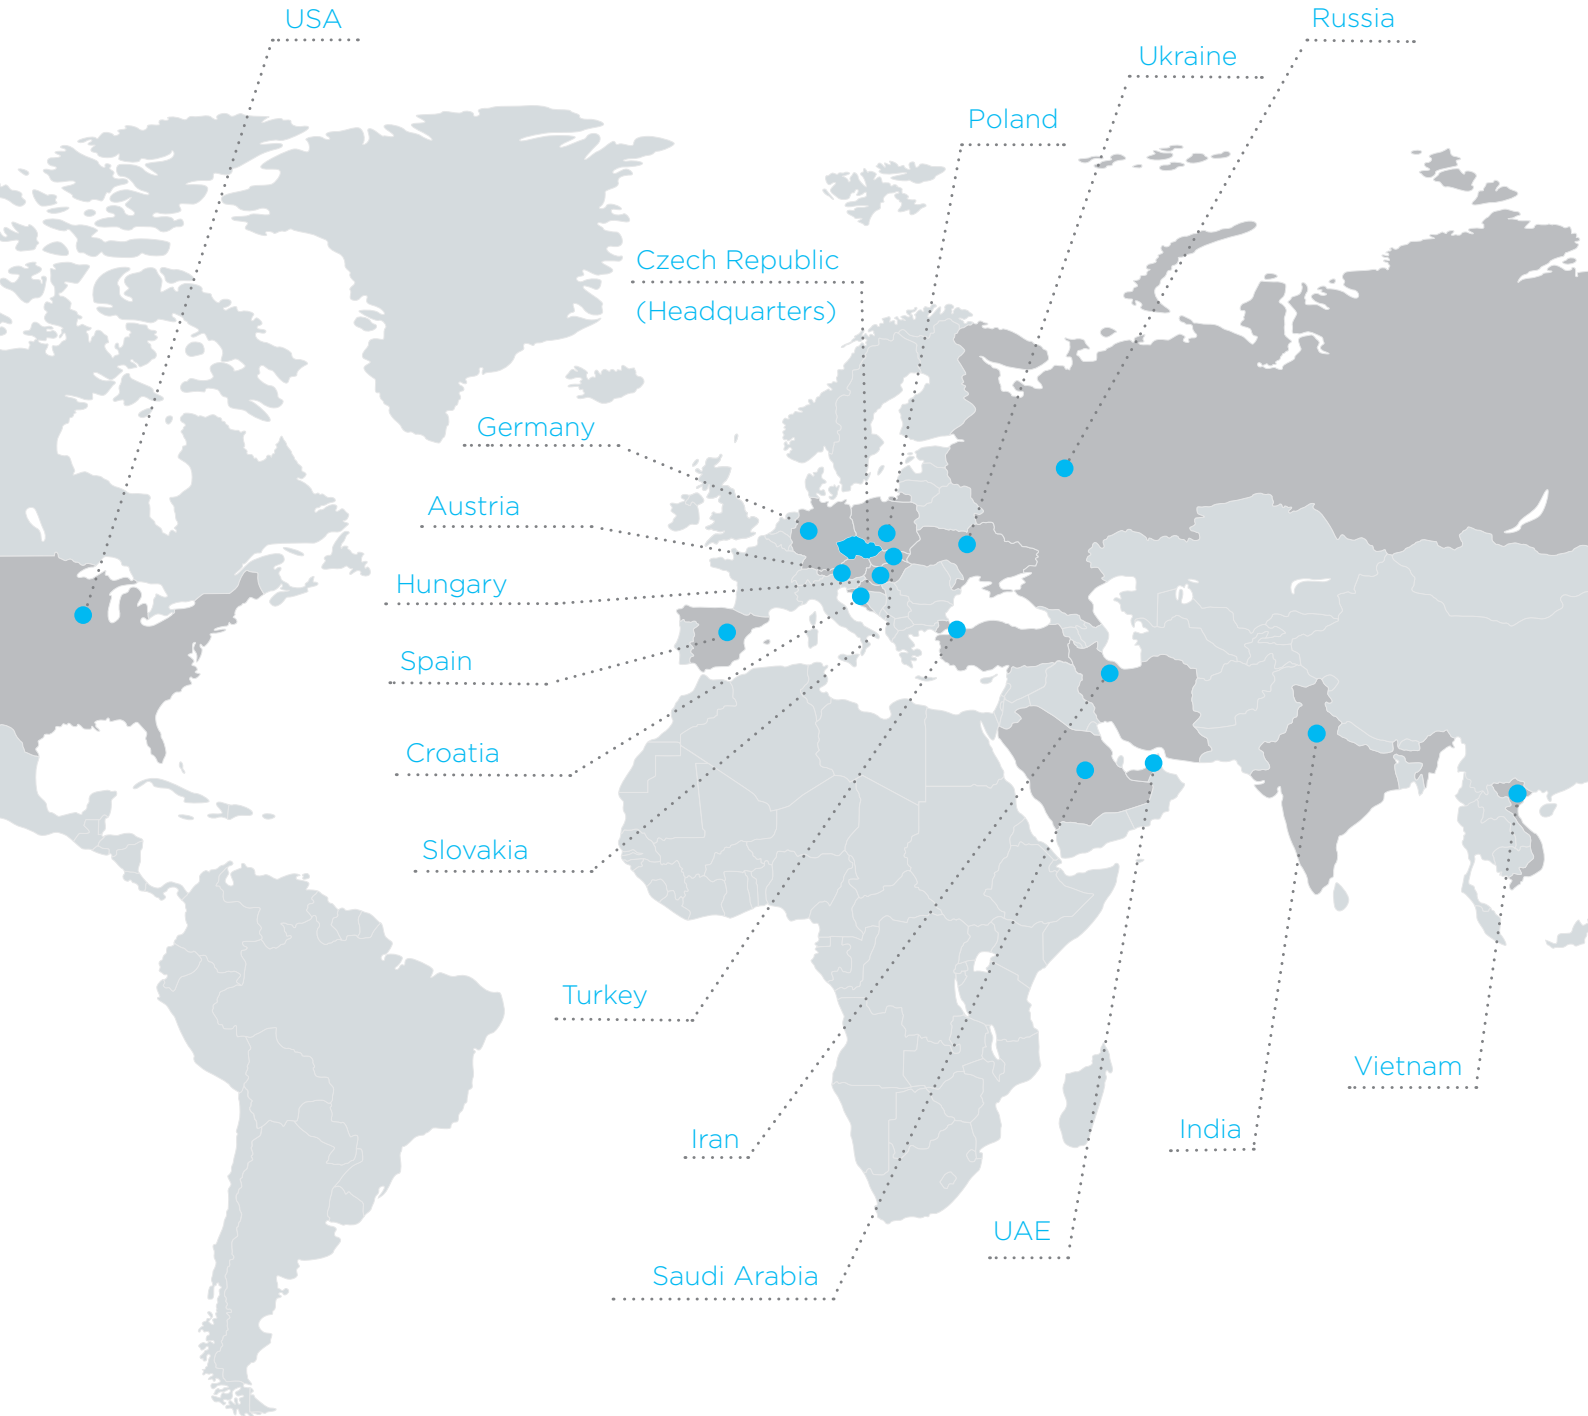 USA
Russia
Ukraine
Poland
Czech Republic
(Headquarters)
Germany
Austria
Hungary
Spain
Croatia
Slovakia
Turkey
Vietnam
India
Iran
UAE
Saudi Arabia